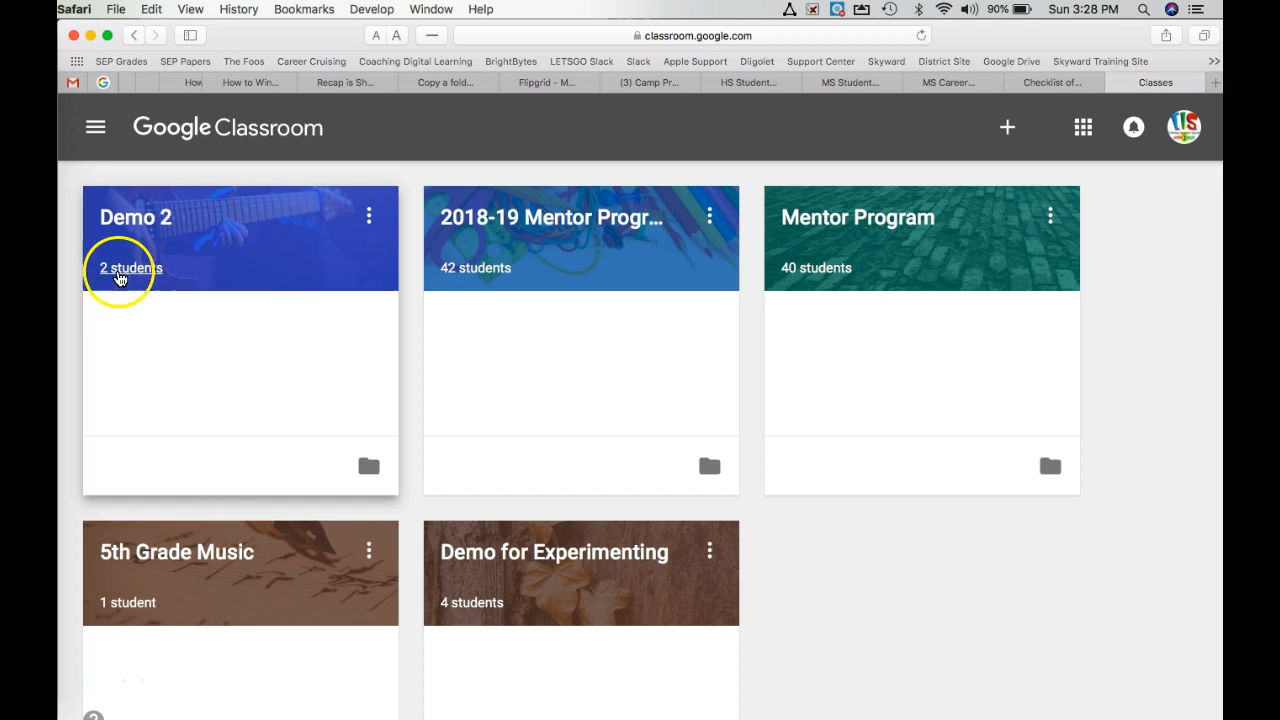 Safari File Edit View History Bookmarks Develop Window Help 90% Sun 3:28 PM
A A classroom.google.com
SEP Grades SEP Papers The Foos Career Cruising Coaching Digital Learning BrightBytes LETSGO Slack Slack Apple Support Diigolet Support Center Skyward District Site Google Drive Skyward Training Site >>
M G How How to Win... Recap is Sh... Copy a fold... Flipgrid - M... (3) Camp Pr... HS Student... MS Student... MS Career... Checklist of... Classes +
Google Classroom +
Demo 2 2018-19 Mentor Progr... Mentor Program
2 students 42 students 40 students
5th Grade Music Demo for Experimenting
1 student 4 students
?